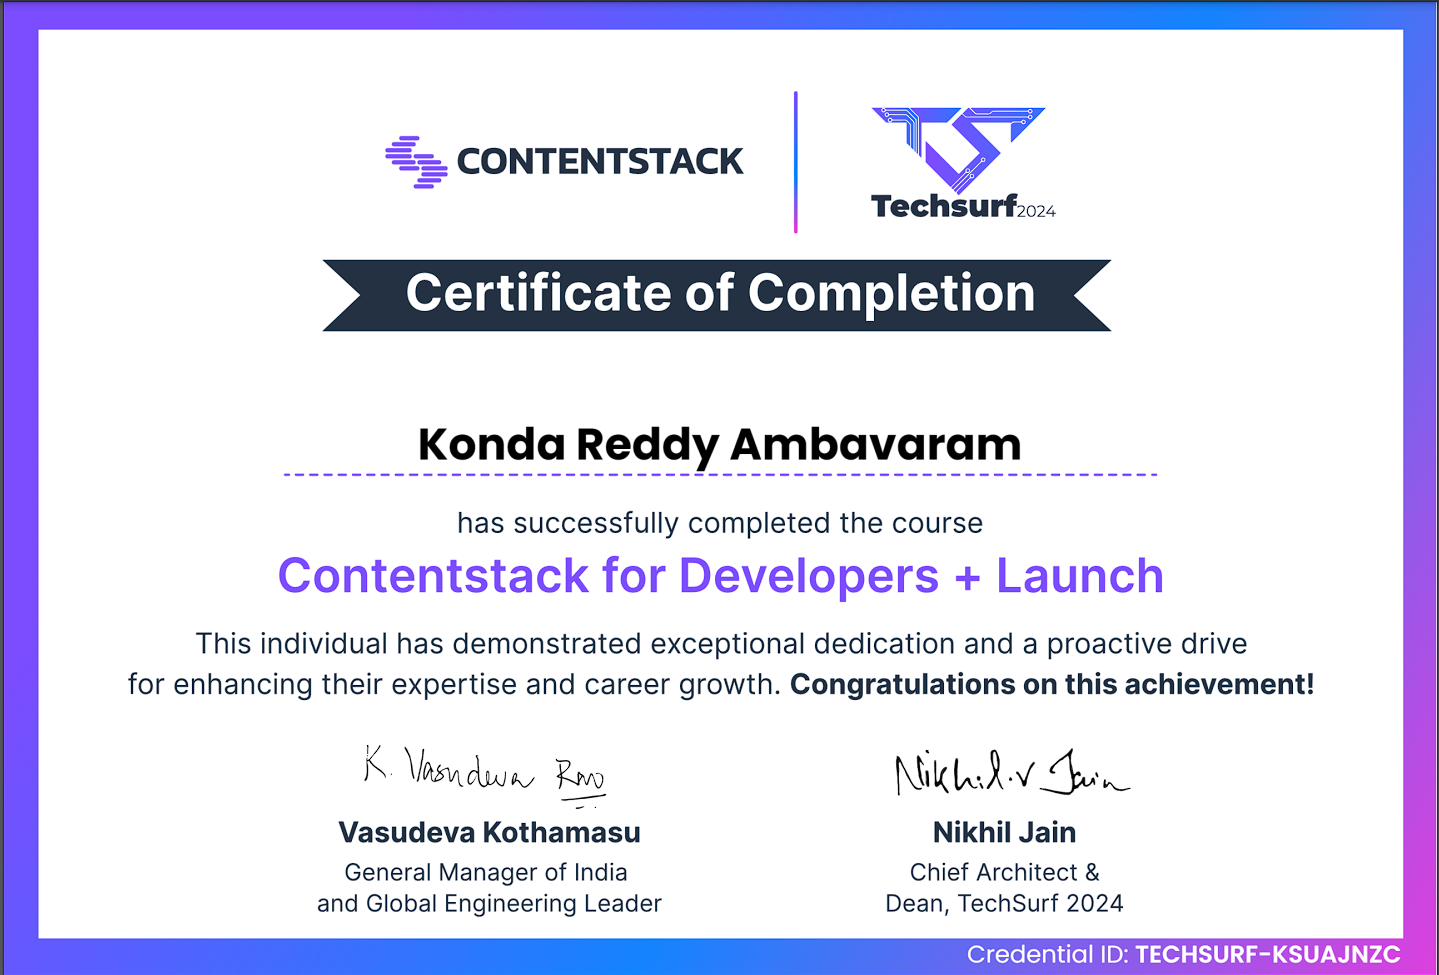 CONTENTSTACK
Techsurf2024
Certificate of Completion
Konda Reddy Ambavaram
has successfully completed the course
Contentstack for Developers + Launch
This individual has demonstrated exceptional dedication and a proactive drive
for enhancing their expertise and career growth. Congratulations on this achievement!
K. Vasudeva Rao
Nikhil.V Jain
Vasudeva Kothamasu
Nikhil Jain
General Manager of India
and Global Engineering Leader
Chief Architect &
Dean, TechSurf 2024
Credential ID: TECHSURF-KSUAJNZC